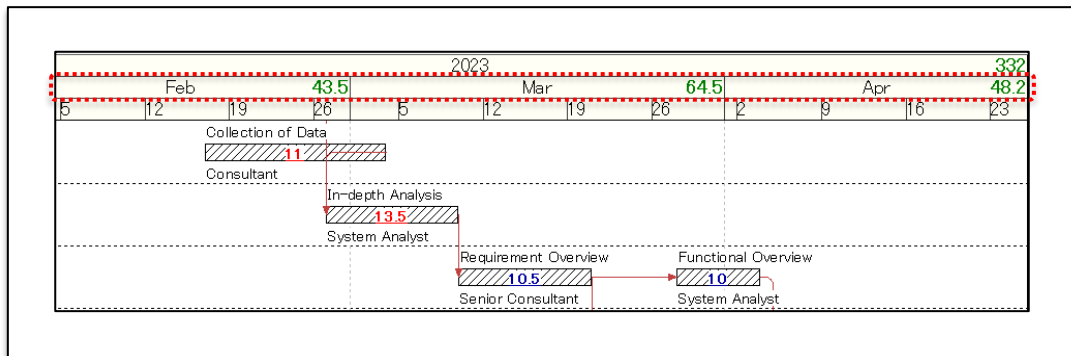 2023 332
Feb 43.5 Mar 64.5 Apr 48.2
5 12 19 26 5 12 19 26 2 9 16 23
Collection of Data
11
Consultant
In-depth Analysis
13.5
System Analyst
Requirement Overview Functional Overview
10.5 10
Senior Consultant System Analyst